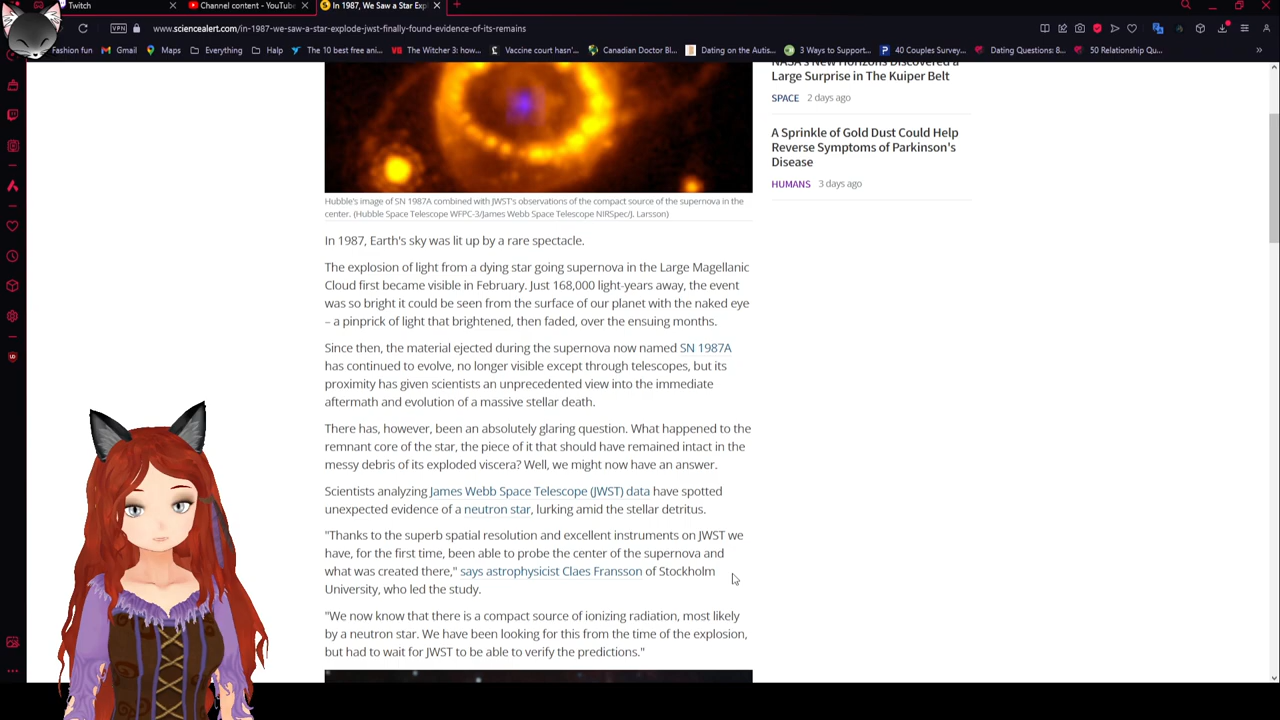 Twitch
Channel content - YouTube
In 1987, We Saw a Star Exp
VPN
www.sciencealert.com/in-1987-we-saw-a-star-explode-jwst-finally-found-evidence-of-its-remains
Fashion fun
Gmail
Maps
Everything
Halp
The 10 best free ani...
The Witcher 3: how...
Vaccine court hasn'...
Canadian Doctor Bl...
Dating on the Autis...
3 Ways to Support...
40 Couples Survey...
Dating Questions: 8...
50 Relationship Qu...
Hubble's image of SN 1987A combined with JWST's observations of the compact source of the supernova in the
center. (Hubble Space Telescope WFPC-3/James Webb Space Telescope NIRSpec/J. Larsson)
In 1987, Earth's sky was lit up by a rare spectacle.
The explosion of light from a dying star going supernova in the Large Magellanic
Cloud first became visible in February. Just 168,000 light-years away, the event
was so bright it could be seen from the surface of our planet with the naked eye
– a pinprick of light that brightened, then faded, over the ensuing months.
Since then, the material ejected during the supernova now named SN 1987A
has continued to evolve, no longer visible except through telescopes, but its
proximity has given scientists an unprecedented view into the immediate
aftermath and evolution of a massive stellar death.
There has, however, been an absolutely glaring question. What happened to the
remnant core of the star, the piece of it that should have remained intact in the
messy debris of its exploded viscera? Well, we might now have an answer.
Scientists analyzing James Webb Space Telescope (JWST) data have spotted
unexpected evidence of a neutron star, lurking amid the stellar detritus.
"Thanks to the superb spatial resolution and excellent instruments on JWST we
have, for the first time, been able to probe the center of the supernova and
what was created there," says astrophysicist Claes Fransson of Stockholm
University, who led the study.
"We now know that there is a compact source of ionizing radiation, most likely
by a neutron star. We have been looking for this from the time of the explosion,
but had to wait for JWST to be able to verify the predictions."
NASA's New Horizons Discovered a
Large Surprise in The Kuiper Belt
SPACE 2 days ago
A Sprinkle of Gold Dust Could Help
Reverse Symptoms of Parkinson's
Disease
HUMANS 3 days ago